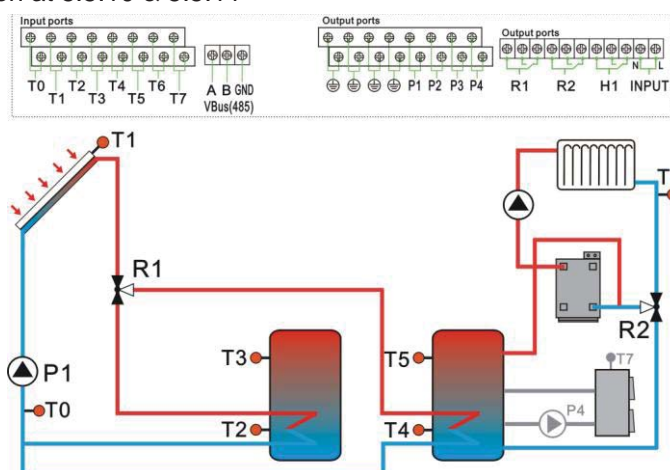 Input ports
Output ports
Output ports
T0 T2 T4 T6
T1 T3 T5 T7
A B GND
VBus(485)
P1 P2 P3 P4
N L
R1 R2 H1 INPUT
T1
T
R1
R2
T3
T5
T7
P1
P4
T0
T2
T4